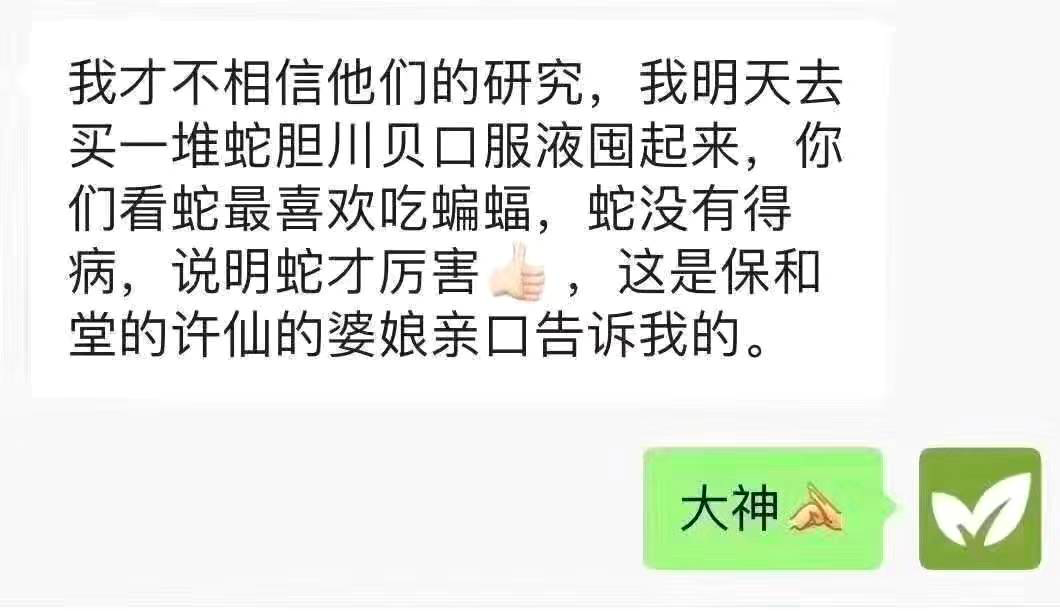 我才不相信他们的研究，我明天去
买一堆蛇胆川贝口服液囤起来，你
们看蛇最喜欢吃蝙蝠，蛇没有得
病，说明蛇才厉害👍🏻，这是保和
堂的许仙的婆娘亲口告诉我的。
大神